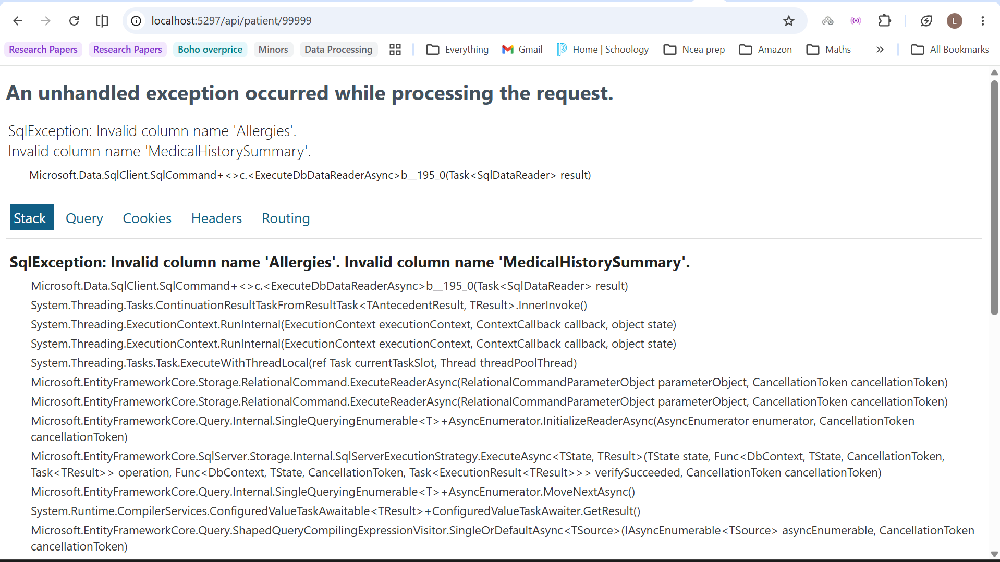 localhost:5297/api/patient/99999
L
Research Papers
Research Papers
Boho overprice
Minors
Data Processing
Everything
Gmail
Home | Schoology
Ncea prep
Amazon
Maths
»
All Bookmarks
An unhandled exception occurred while processing the request.
SqlException: Invalid column name 'Allergies'.
Invalid column name 'MedicalHistorySummary'.
Microsoft.Data.SqlClient.SqlCommand+<>c.<ExecuteDbDataReaderAsync>b__195_0(Task<SqlDataReader> result)
Stack Query Cookies Headers Routing
SqlException: Invalid column name 'Allergies'. Invalid column name 'MedicalHistorySummary'.
Microsoft.Data.SqlClient.SqlCommand+<>c.<ExecuteDbDataReaderAsync>b__195_0(Task<SqlDataReader> result)
System.Threading.Tasks.ContinuationResultTaskFromResultTask<TAntecedentResult, TResult>.InnerInvoke()
System.Threading.ExecutionContext.RunInternal(ExecutionContext executionContext, ContextCallback callback, object state)
System.Threading.ExecutionContext.RunInternal(ExecutionContext executionContext, ContextCallback callback, object state)
System.Threading.Tasks.Task.ExecuteWithThreadLocal(ref Task currentTaskSlot, Thread threadPoolThread)
Microsoft.EntityFrameworkCore.Storage.RelationalCommand.ExecuteReaderAsync(RelationalCommandParameterObject parameterObject, CancellationToken cancellationToken)
Microsoft.EntityFrameworkCore.Storage.RelationalCommand.ExecuteReaderAsync(RelationalCommandParameterObject parameterObject, CancellationToken cancellationToken)
Microsoft.EntityFrameworkCore.Query.Internal.SingleQueryingEnumerable<T>+AsyncEnumerator.InitializeReaderAsync(AsyncEnumerator enumerator, CancellationToken
cancellationToken)
Microsoft.EntityFrameworkCore.SqlServer.Storage.Internal.SqlServerExecutionStrategy.ExecuteAsync<TState, TResult>(TState state, Func<DbContext, TState, CancellationToken,
Task<TResult>> operation, Func<DbContext, TState, CancellationToken, Task<ExecutionResult<TResult>>> verifySucceeded, CancellationToken cancellationToken)
Microsoft.EntityFrameworkCore.Query.Internal.SingleQueryingEnumerable<T>+AsyncEnumerator.MoveNextAsync()
System.Runtime.CompilerServices.ConfiguredValueTaskAwaitable<TResult>+ConfiguredValueTaskAwaiter.GetResult()
Microsoft.EntityFrameworkCore.Query.ShapedQueryCompilingExpressionVisitor.SingleOrDefaultAsync<TSource>(IAsyncEnumerable<TSource> asyncEnumerable, CancellationToken
cancellationToken)